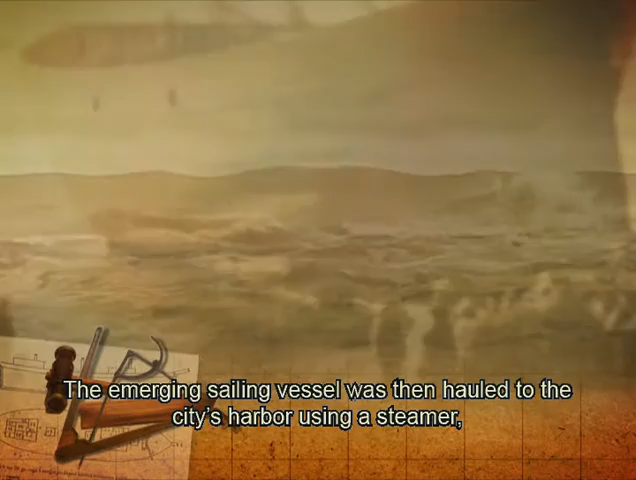 The emerging sailing vessel was then hauled to the
city's harbor using a steamer,